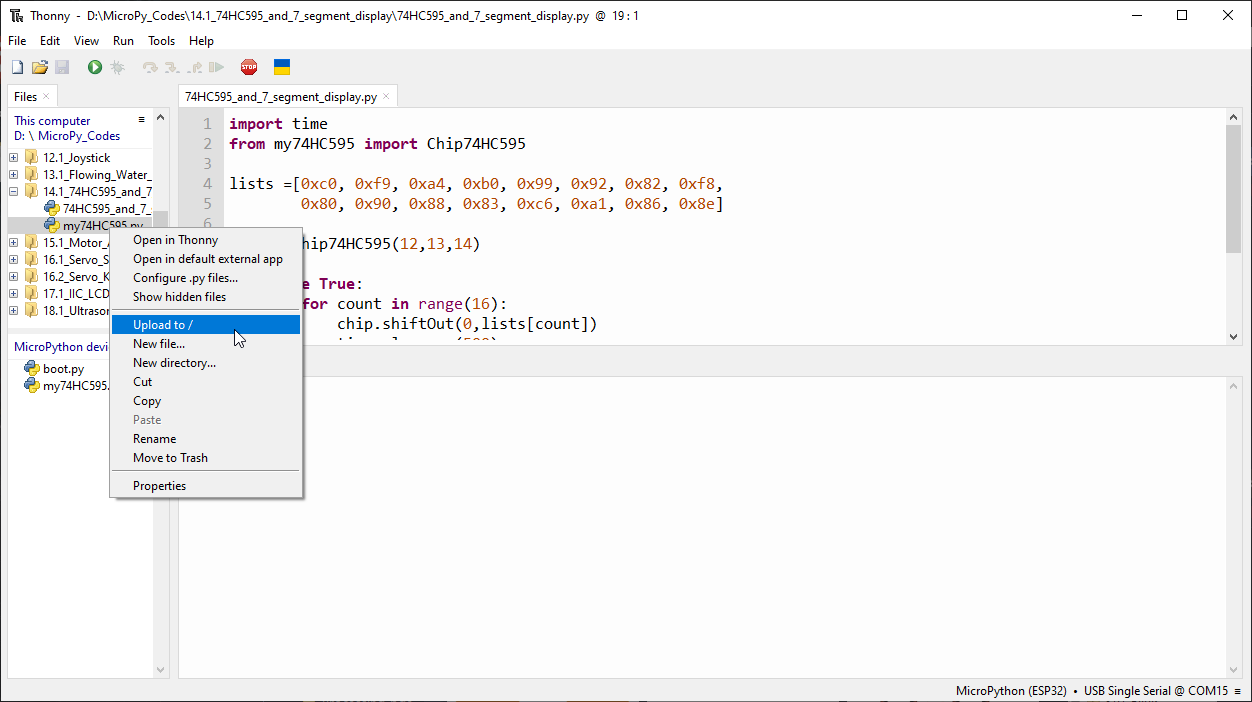 Thonny - D:\MicroPy_Codes\14.1_74HC595_and_7_segment_display\74HC595_and_7_segment_display.py @ 19 : 1
File Edit View Run Tools Help
STOP
Files
74HC595_and_7_segment_display.py
This computer
D: \ MicroPy_Codes
12.1_Joystick
13.1_Flowing_Water_
14.1_74HC595_and_7
74HC595_and_7_
my74HC595.py
15.1_Motor_
16.1_Servo_S
16.2_Servo_K
17.1_IIC_LCD
18.1_Ultrason
MicroPython devi
boot.py
my74HC595.
1 import time
2 from my74HC595 import Chip74HC595
3
4 lists =[0xc0, 0xf9, 0xa4, 0xb0, 0x99, 0x92, 0x82, 0xf8,
5 0x80, 0x90, 0x88, 0x83, 0xc6, 0xa1, 0x86, 0x8e]
6
hip74HC595(12,13,14)
e True:
for count in range(16):
chip.shiftOut(0,lists[count])
Open in Thonny
Open in default external app
Configure .py files...
Show hidden files
Upload to /
New file...
New directory...
Cut
Copy
Paste
Rename
Move to Trash
Properties
MicroPython (ESP32) • USB Single Serial @ COM15 ≡